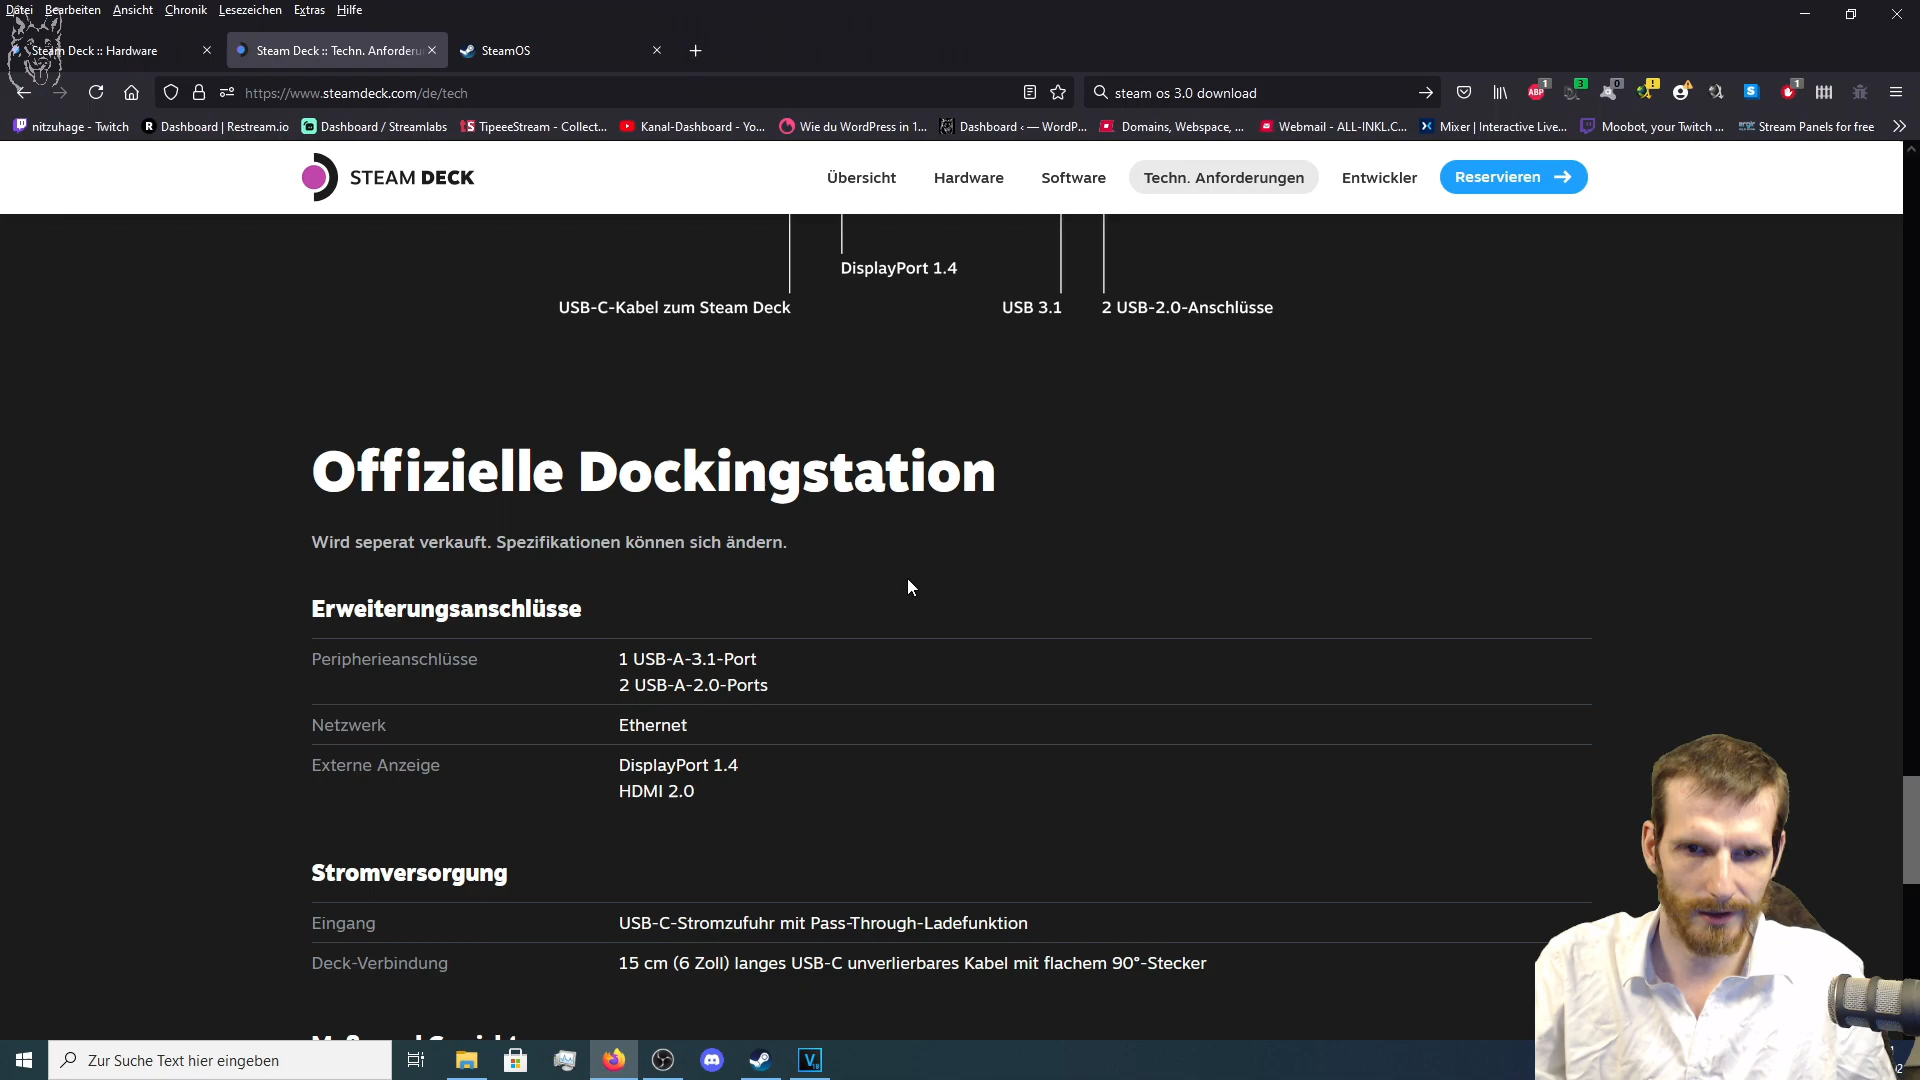 Datei Bearbeiten Ansicht Chronik Lesezeichen Extras Hilfe
Steam Deck :: Hardware
Steam Deck :: Techn. Anforderu
SteamOS
https://www.steamdeck.com/de/tech
steam os 3.0 download
nitzuhage - Twitch
Dashboard | Restream.io
Dashboard / Streamlabs
TipeeeStream - Collect...
Kanal-Dashboard - Yo...
Wie du WordPress in 1...
Dashboard ‹ — WordP...
Domains, Webspace, ...
Webmail - ALL-INKL.C...
Mixer | Interactive Live...
Moobot, your Twitch ...
Stream Panels for free
STEAM DECK
Übersicht
Hardware
Software
Techn. Anforderungen
Entwickler
Reservieren
DisplayPort 1.4
USB-C-Kabel zum Steam Deck
USB 3.1
2 USB-2.0-Anschlüsse
Offizielle Dockingstation
Wird seperat verkauft. Spezifikationen können sich ändern.
Erweiterungsanschlüsse
Peripherieanschlüsse
1 USB-A-3.1-Port
2 USB-A-2.0-Ports
Netzwerk
Ethernet
Externe Anzeige
DisplayPort 1.4
HDMI 2.0
Stromversorgung
Eingang
USB-C-Stromzufuhr mit Pass-Through-Ladefunktion
Deck-Verbindung
15 cm (6 Zoll) langes USB-C unverlierbares Kabel mit flachem 90°-Stecker
Zur Suche Text hier eingeben